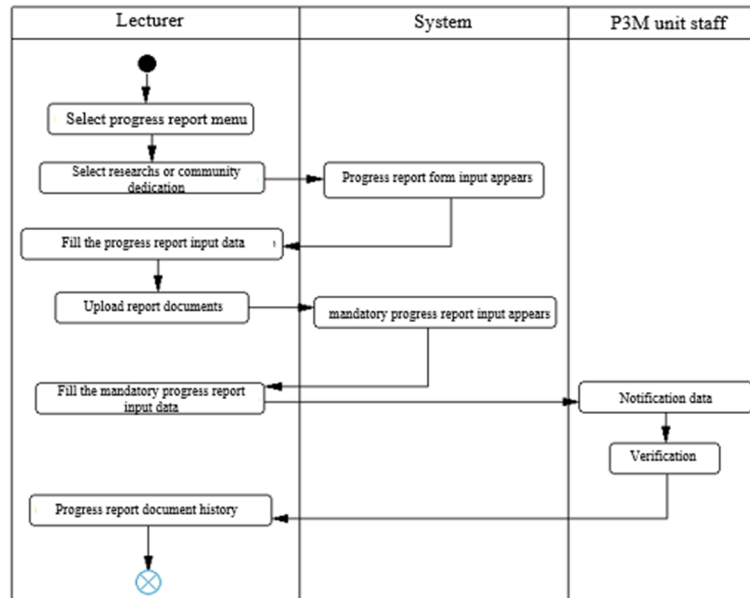 Lecturer
System
P3M unit staff
Select progress report menu
Select researchs or community
dedication
Progress report form input appears
Fill the progress report input data
Upload report documents
mandatory progress report input appears
Fill the mandatory progress report
input data
Notification data
Verification
Progress report document history